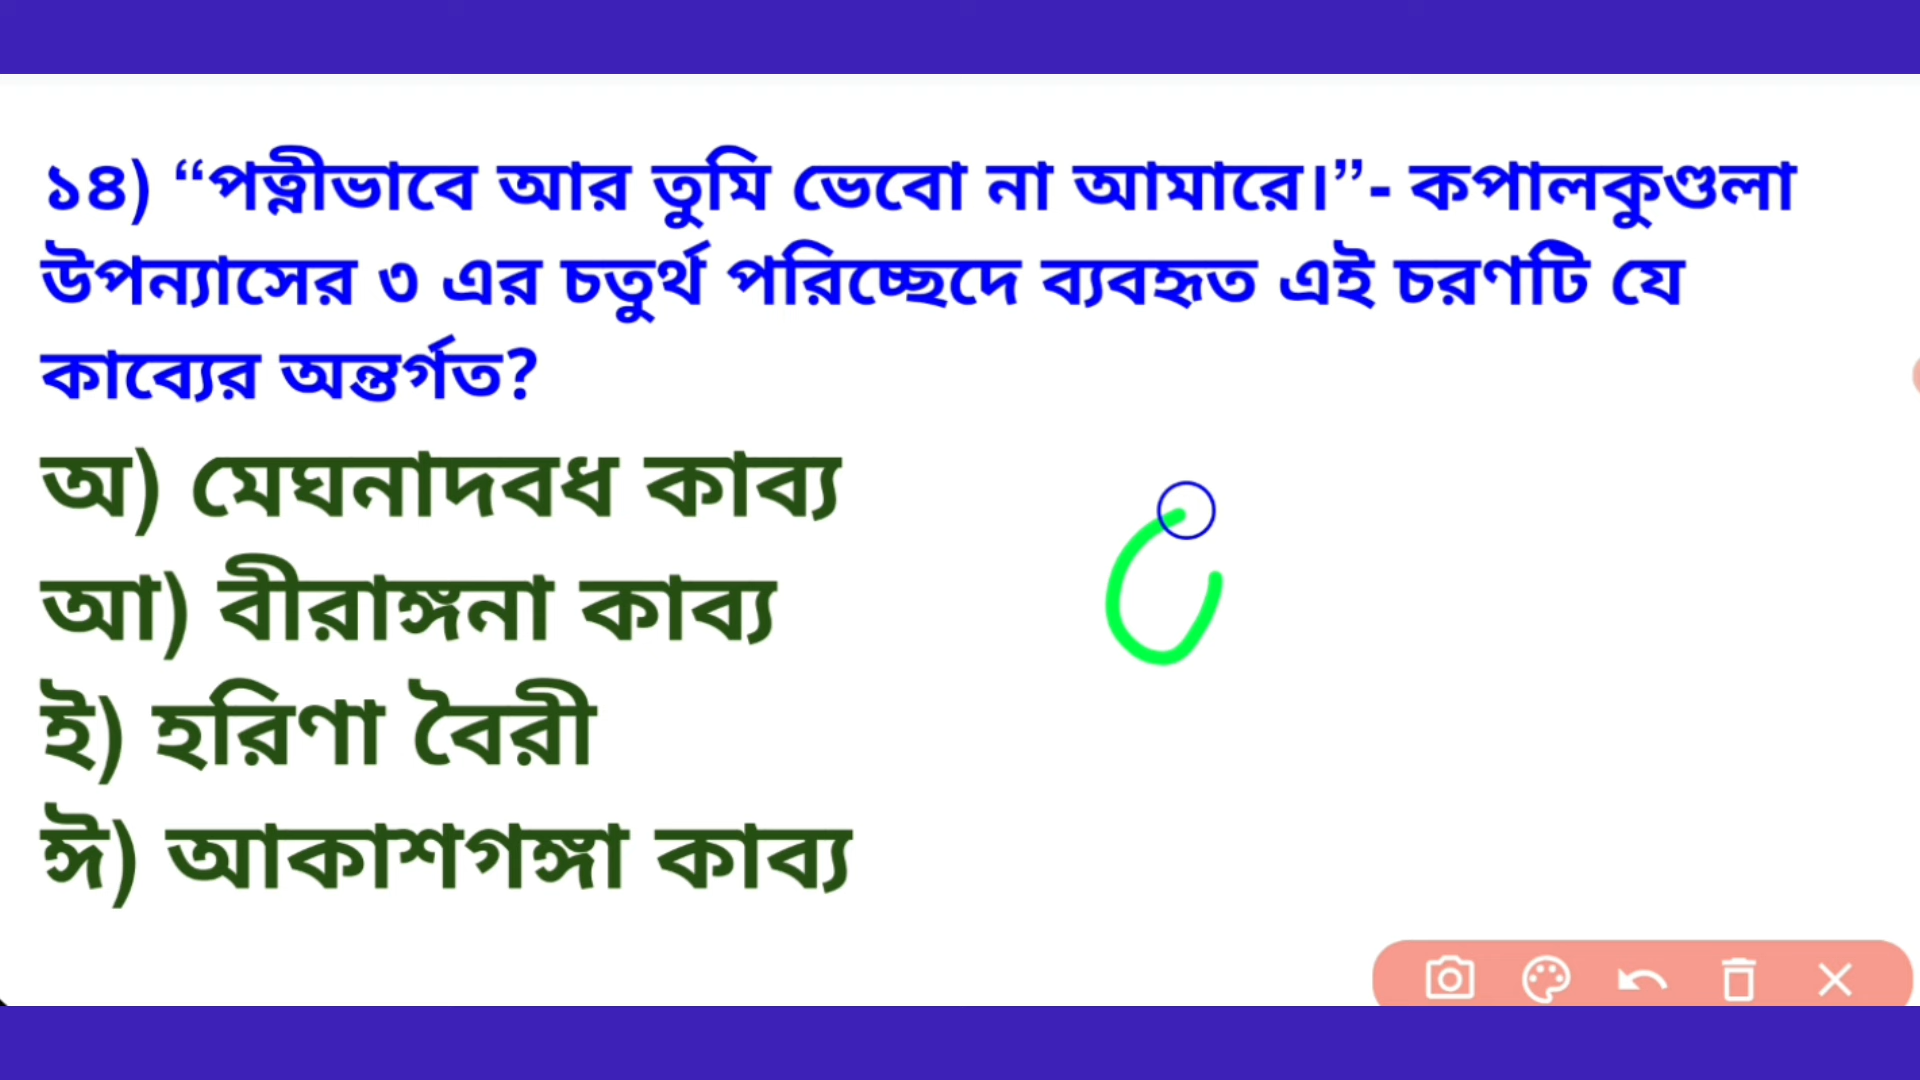 ১৪) “পত্নীভাবে আর তুমি ভেবো না আমারে।”- কপালকুণ্ডলা
উপন্যাসের ৩ এর চতুর্থ পরিচ্ছেদে ব্যবহৃত এই চরণটি যে
কাব্যের অন্তর্গত?
অ) মেঘনাদবধ কাব্য
আ) বীরাঙ্গনা কাব্য
ই) হরিণা বৈরী
ঈ) আকাশগঙ্গা কাব্য